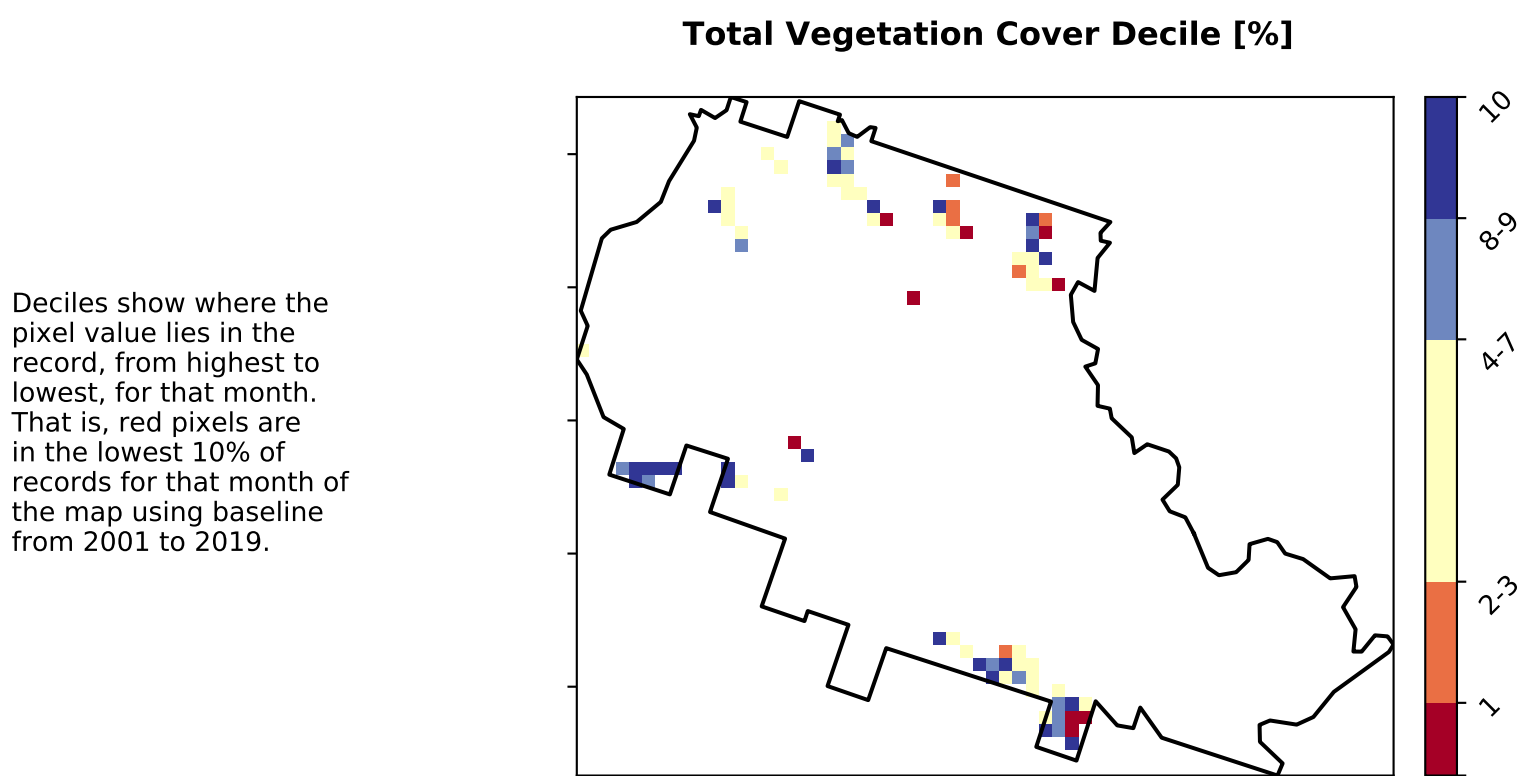 Total Vegetation Cover Decile [%]
Deciles show where the
pixel value lies in the
record, from highest to
lowest, for that month.
That is, red pixels are
in the lowest 10% of
records for that month of
the map using baseline
from 2001 to 2019.
10
8-9
4-7
2-3
1